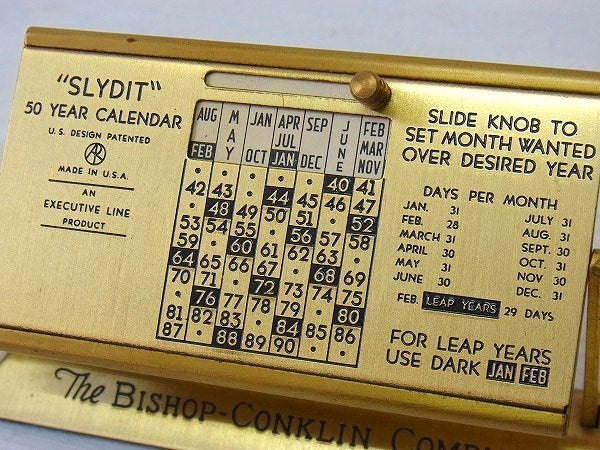 "SLYDIT"
50 YEAR CALENDAR
U.S. DESIGN PATENTED
MADE IN U.S.A.
AN
EXECUTIVE LINE
PRODUCT
AUG FEB MAY JAN OCT APR JUL JAN SEP DEC JUNE FEB MAR NOV
40 41
42 43 44 45 46 47
48 49 50 51 52
53 54 55 56 57 58
59 60 61 62 63
64 65 66 67 68 69
70 71 72 73 74 75
76 77 78 79 80
81 82 83 84 85 86
87 88 89 90
SLIDE KNOB TO
SET MONTH WANTED
OVER DESIRED YEAR
DAYS PER MONTH
JAN. 31 JULY 31
FEB. 28 AUG. 31
MARCH 31 SEPT. 30
APRIL 30 OCT. 31
MAY 31 NOV 30
JUNE 30 DEC. 31
FEB. LEAP YEARS 29 DAYS
FOR LEAP YEARS
USE DARK JAN FEB
The BISHOP-CONKLIN